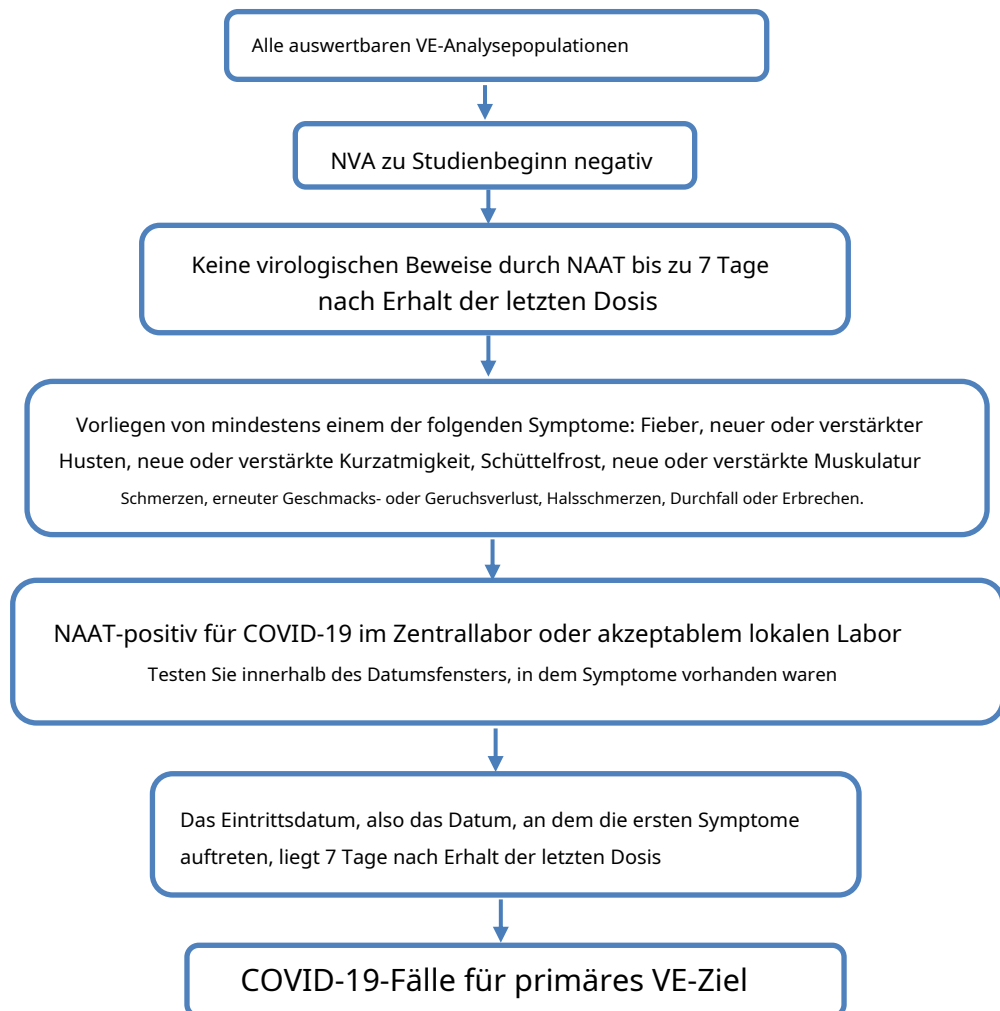 Alle auswertbaren VE-Analysepopulationen
NVA zu Studienbeginn negativ
Keine virologischen Beweise durch NAAT bis zu 7 Tage
nach Erhalt der letzten Dosis
Vorliegen von mindestens einem der folgenden Symptome: Fieber, neuer oder verstärkter
Husten, neue oder verstärkte Kurzatmigkeit, Schüttelfrost, neue oder verstärkte Muskulatur
Schmerzen, erneuter Geschmacks- oder Geruchsverlust, Halsschmerzen, Durchfall oder Erbrechen.
NAAT-positiv für COVID-19 im Zentrallabor oder akzeptablem lokalen Labor
Testen Sie innerhalb des Datumsfensters, in dem Symptome vorhanden waren
Das Eintrittsdatum, also das Datum, an dem die ersten Symptome
auftreten, liegt 7 Tage nach Erhalt der letzten Dosis
COVID-19-Fälle für primäres VE-Ziel